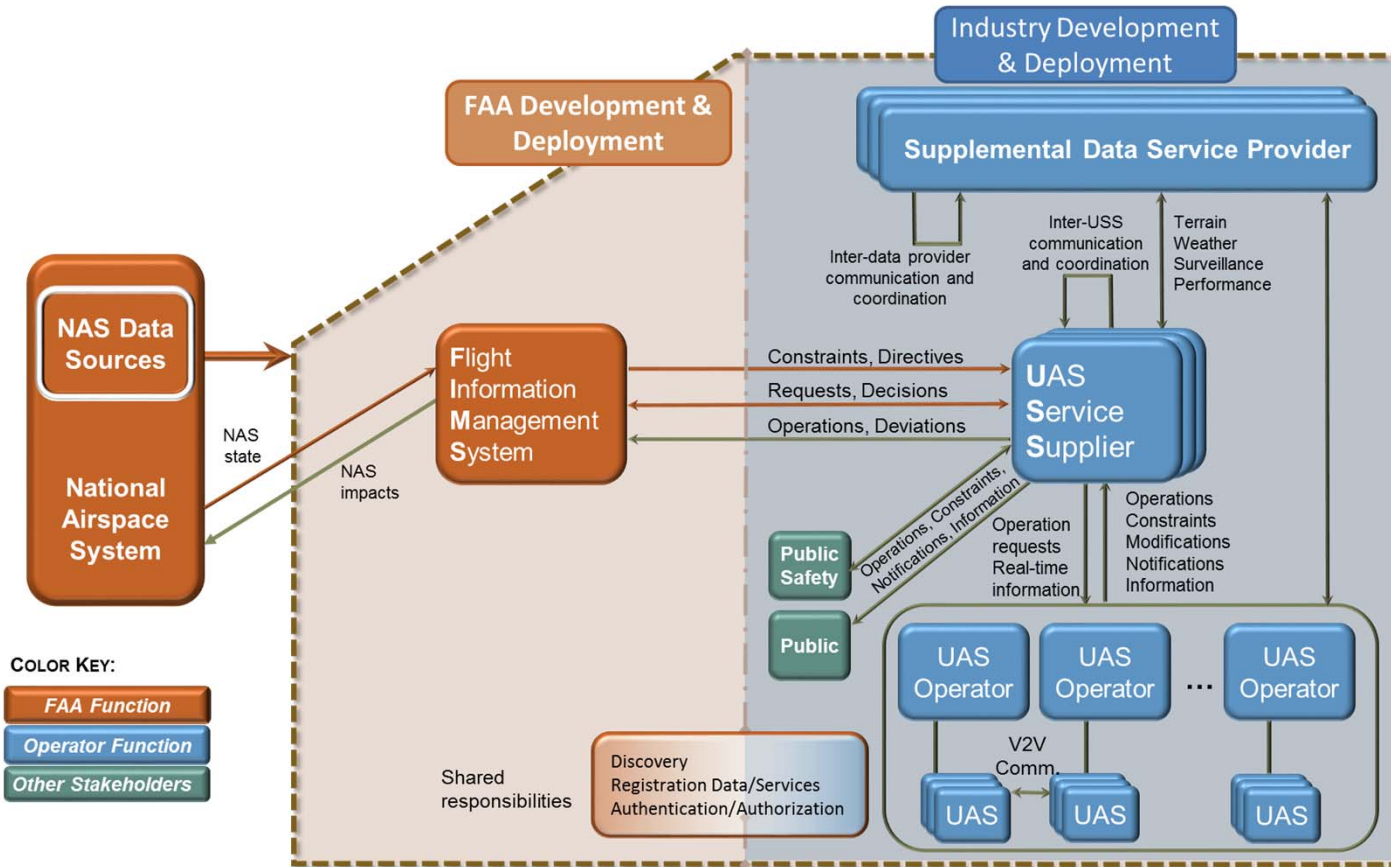 Industry Development
& Deployment
FAA Development &
Deployment
Supplemental Data Service Provider
Inter-data provider
communication and
coordination
Inter-USS
communication
and coordination
Terrain
Weather
Surveillance
Performance
NAS Data
Sources
National
Airspace
System
NAS
state
NAS
impacts
Flight
Information
Management
System
Constraints, Directives
Requests, Decisions
Operations, Deviations
UAS
Service
Supplier
Operations, Constraints,
Notifications, Information
Public
Safety
Public
Operation
requests
Real-time
information
Operations
Constraints
Modifications
Notifications
Information
UAS
Operator
UAS
Operator
...
UAS
Operator
V2V
Comm.
UAS
UAS
UAS
COLOR KEY:
FAA Function
Operator Function
Other Stakeholders
Shared
responsibilities
Discovery
Registration Data/Services
Authentication/Authorization